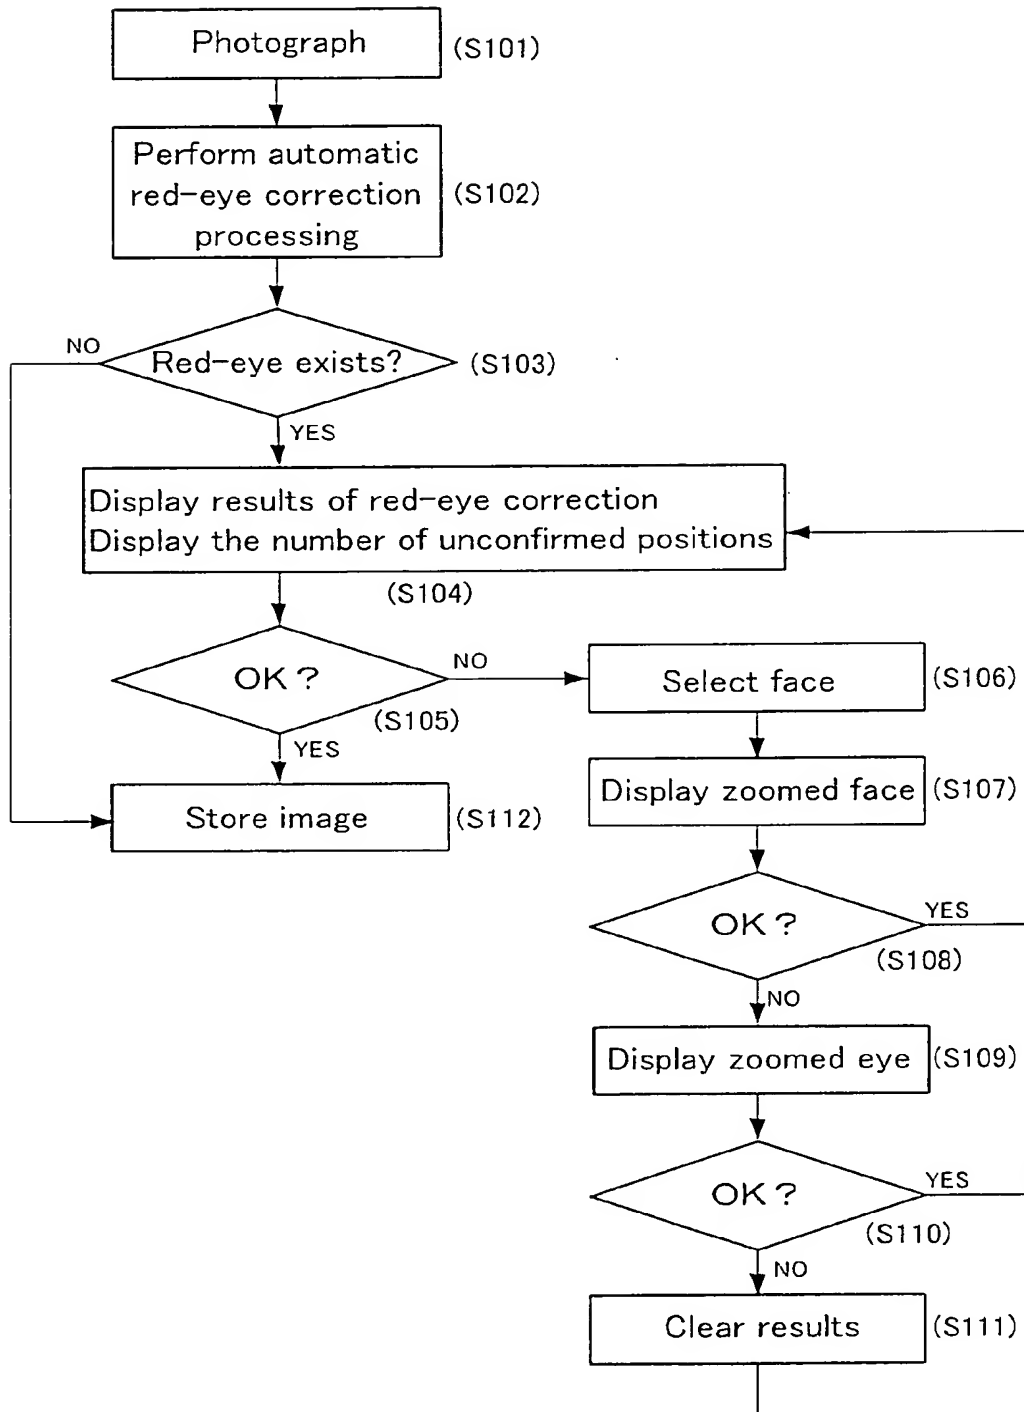 Photograph
(S101)
Perform automatic
red-eye correction
processing
(S102)
NO
Red-eye exists?
(S103)
YES
Display results of red-eye correction
Display the number of unconfirmed positions
(S104)
OK?
NO
(S105)
YES
Select face
(S106)
Display zoomed face
(S107)
Store image
(S112)
OK?
YES
(S108)
NO
Display zoomed eye
(S109)
OK?
YES
(S110)
NO
Clear results
(S111)